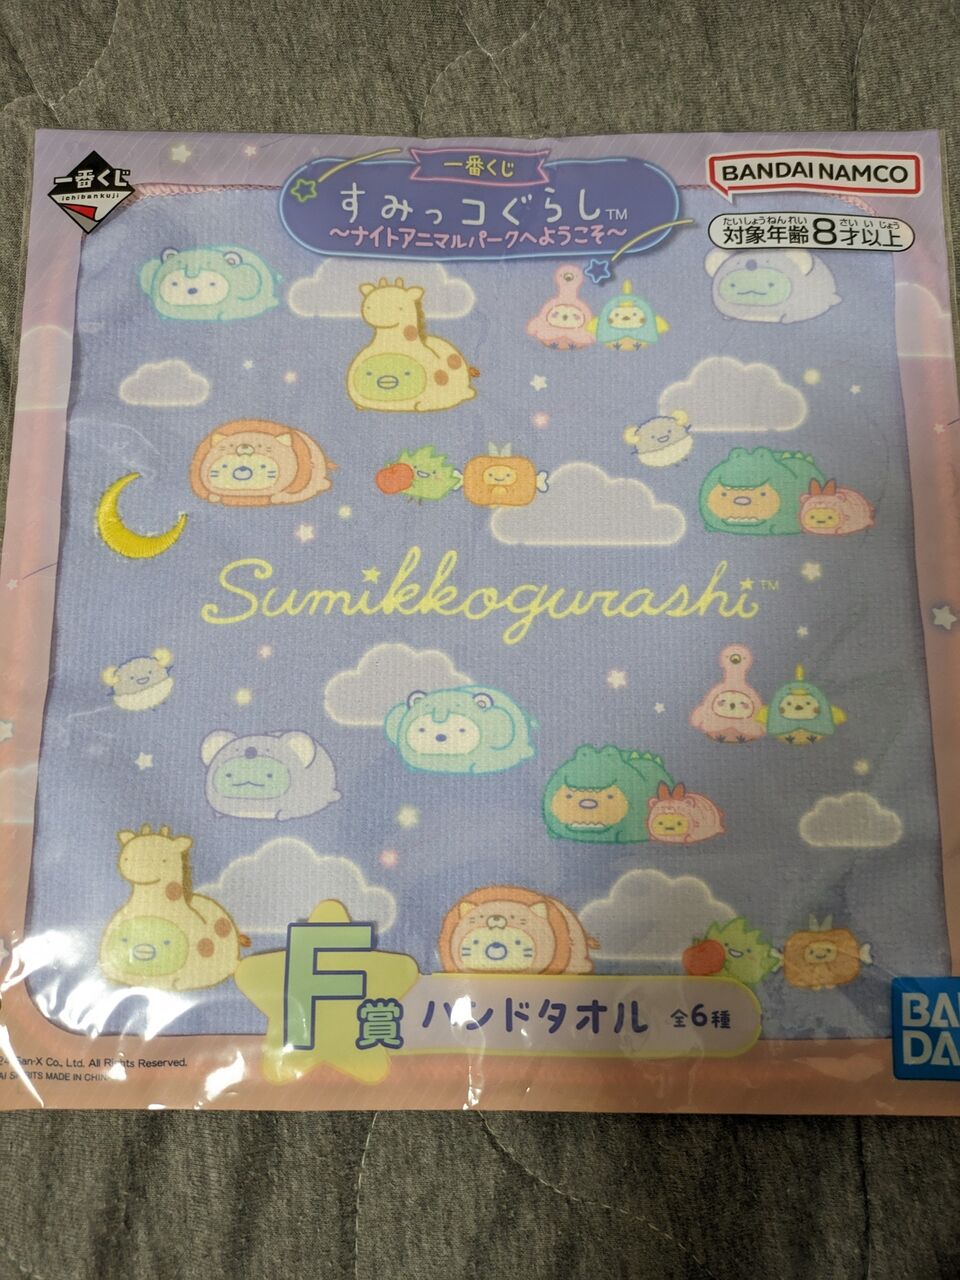 一番くじ
一番くじ
ichibankuji
すみっコぐらし™
～ナイトアニマルパークへようこそ～
BANDAI NAMCO
たいしょうねんれい さいいじょう
対象年齢8才以上
Sumikkogurashi™
F賞 ハンドタオル 全6種
BA
DA
San-X Co., Ltd. All Rights Reserved.
MADE IN CHIN